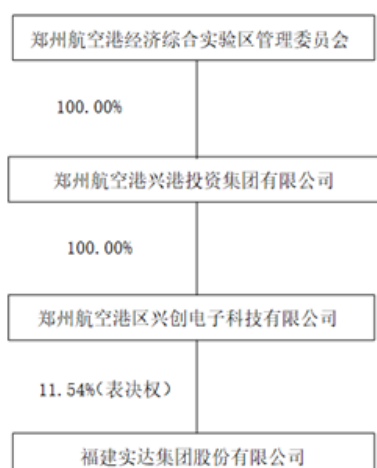 郑州航空港经济综合实验区管理委员会
100.00%
郑州航空港兴港投资集团有限公司
100.00%
郑州航空港区兴创电子科技有限公司
11.54%(表决权)
福建实达集团股份有限公司